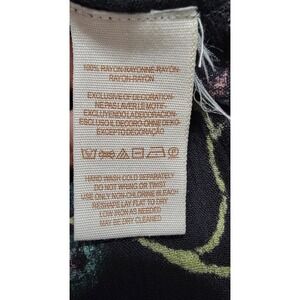 100% RAYON-RAYONNE-RAYON-
RAYON-RAYON
EXCLUSIVE OF DECORATION-
NE PAS LAVER LE MOTIF-
EXCLUYENDO LA DECORACION-
ESCLUSO IL DECORO-OHNE DEKO-
EXCEPTO DECORAÇÃO
HAND WASH COLD SEPARATELY
DO NOT WRING OR TWIST
USE ONLY NON-CHLORINE BLEACH
RESHAPE LAY FLAT TO DRY
LOW IRON AS NEEDED
MAY BE DRY CLEANED